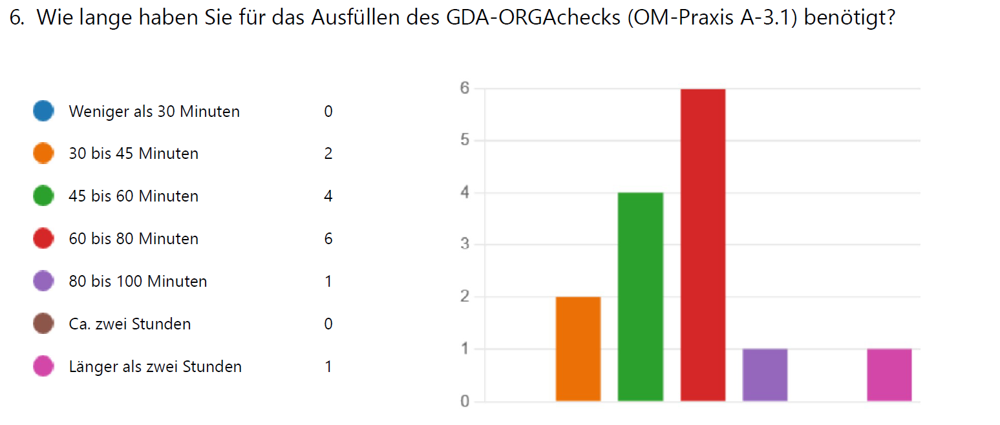 6. Wie lange haben Sie für das Ausfüllen des GDA-ORGAchecks (OM-Praxis A-3.1) benötigt?
Weniger als 30 Minuten 0
30 bis 45 Minuten 2
45 bis 60 Minuten 4
60 bis 80 Minuten 6
80 bis 100 Minuten 1
Ca. zwei Stunden 0
Länger als zwei Stunden 1
6
5
4
3
2
1
0